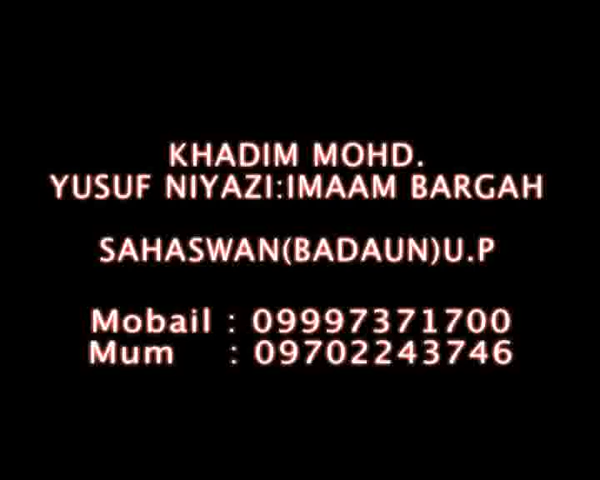 KHADIM MOHD.
YUSUF NIYAZI:IMAAM BARGAH
SAHASWAN(BADAUN)U.P
Mobail : 09997371700
Mum : 09702243746